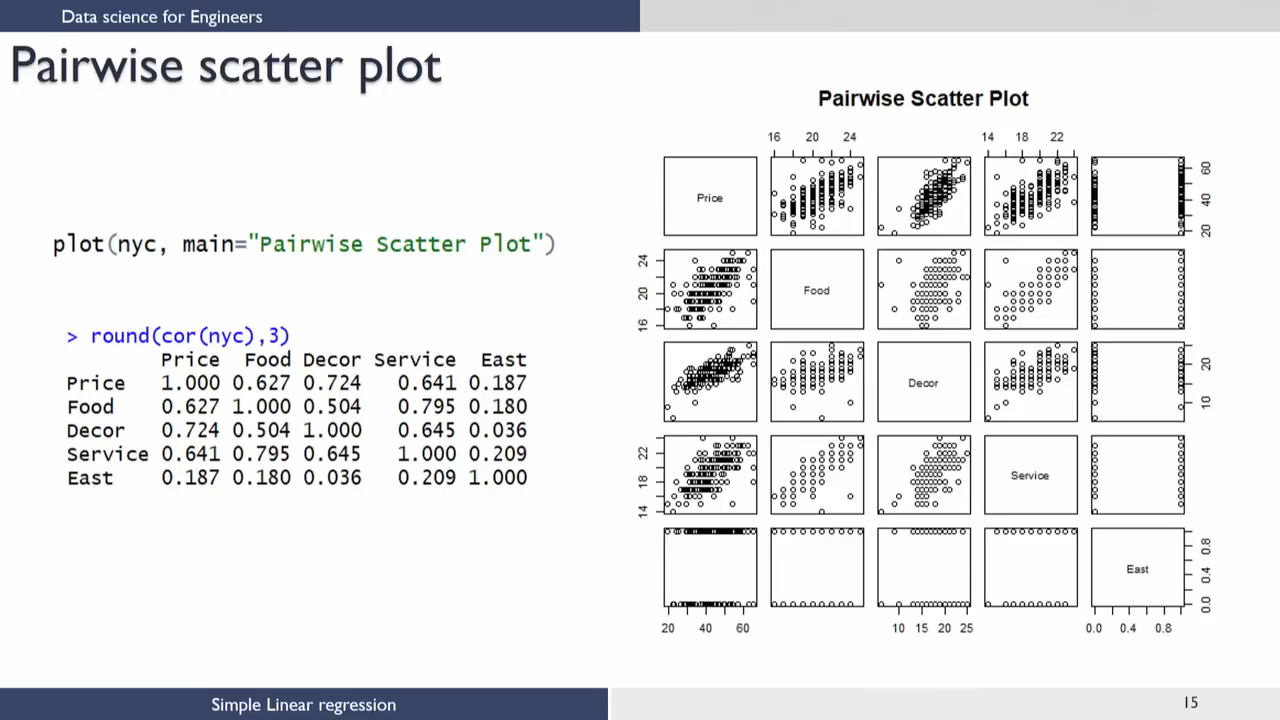 Data science for Engineers
Pairwise scatter plot
plot(nyc, main="Pairwise Scatter Plot")
> round(cor(nyc),3)
Price Food Decor Service East
Price 1.000 0.627 0.724 0.641 0.187
Food 0.627 1.000 0.504 0.795 0.180
Decor 0.724 0.504 1.000 0.645 0.036
Service 0.641 0.795 0.645 1.000 0.209
East 0.187 0.180 0.036 0.209 1.000
Pairwise Scatter Plot
16 20 24 14 18 22
Price
20 40 60
16 20 24
Food
Decor
10 20
14 18 22
Service
East
0.0 0.4 0.8
20 40 60 10 15 20 25 0.0 0.4 0.8
Simple Linear regression
15